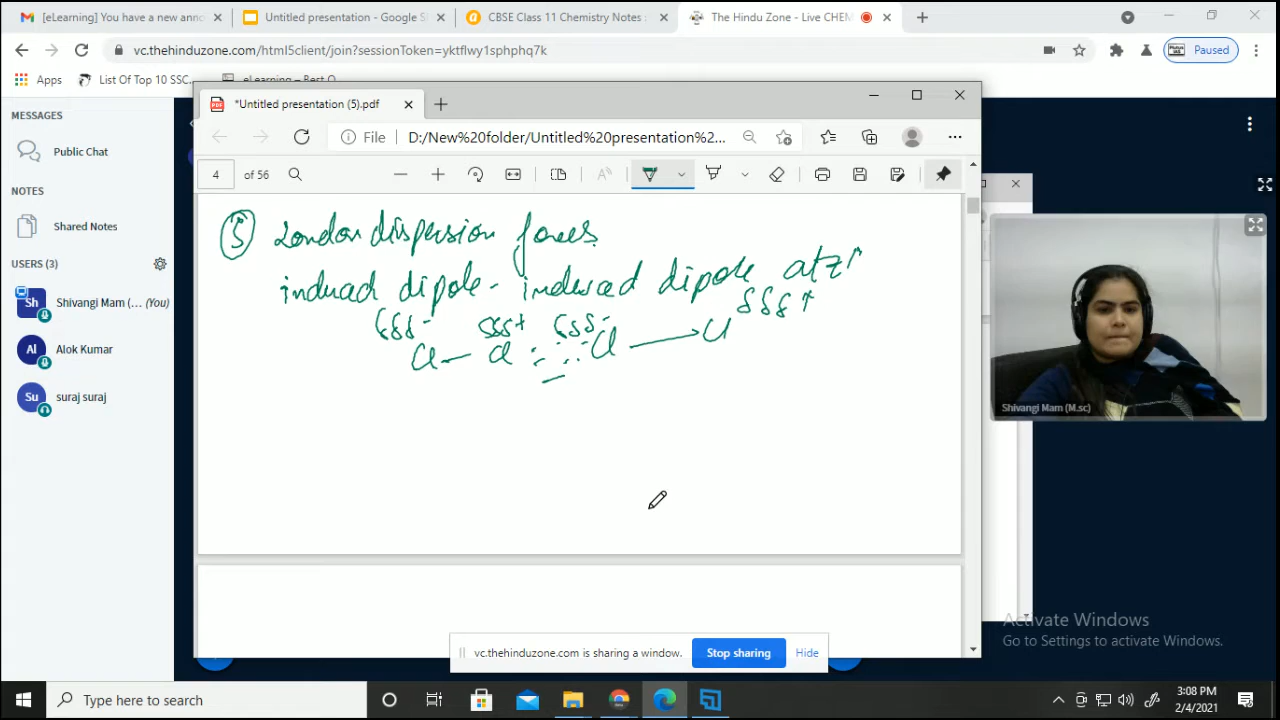 [eLearning] You have a new anno
Untitled presentation - Google S
CBSE Class 11 Chemistry Notes :
The Hindu Zone - Live CHEM
vc.thehinduzone.com/html5client/join?sessionToken=yktflwy1sphphq7k
Paused
Apps
List Of Top 10 SSC...
eLearning – Best O
MESSAGES
Public Chat
NOTES
Shared Notes
USERS (3)
Sh Shivangi Mam (... (You)
Al Alok Kumar
Su suraj suraj
*Untitled presentation (5).pdf
File D:/New%20folder/Untitled%20presentation%2...
4 of 56
⑤ London dispersion forces
induced dipole - induced dipole
δδδ- δδδ+ δδδ- δδδ+
Cl — Cl Cl Cl
Shivangi Mam (M.sc)
Activate Windows
Go to Settings to activate Windows.
vc.thehinduzone.com is sharing a window. Stop sharing Hide
Type here to search
3:08 PM
2/4/2021